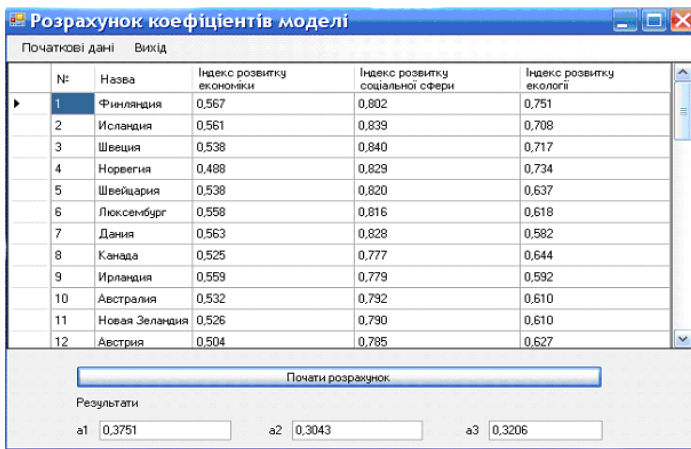 Розрахунок коефіцієнтів моделі
Початкові дані Вихід
№ Назва Індекс розвитку економіки Індекс розвитку соціальної сфери Індекс розвитку екології
1 Финляндия 0,567 0,802 0,751
2 Исландия 0,561 0,839 0,708
3 Швеция 0,538 0,840 0,717
4 Норвегия 0,488 0,829 0,734
5 Швейцария 0,538 0,820 0,637
6 Люксембург 0,558 0,816 0,618
7 Дания 0,563 0,828 0,582
8 Канада 0,525 0,777 0,644
9 Ирландия 0,559 0,779 0,592
10 Австралия 0,532 0,792 0,610
11 Новая Зеландия 0,526 0,790 0,610
12 Австрия 0,504 0,785 0,627
Почати розрахунок
Результати
a1 0,3751 a2 0,3043 a3 0,3206